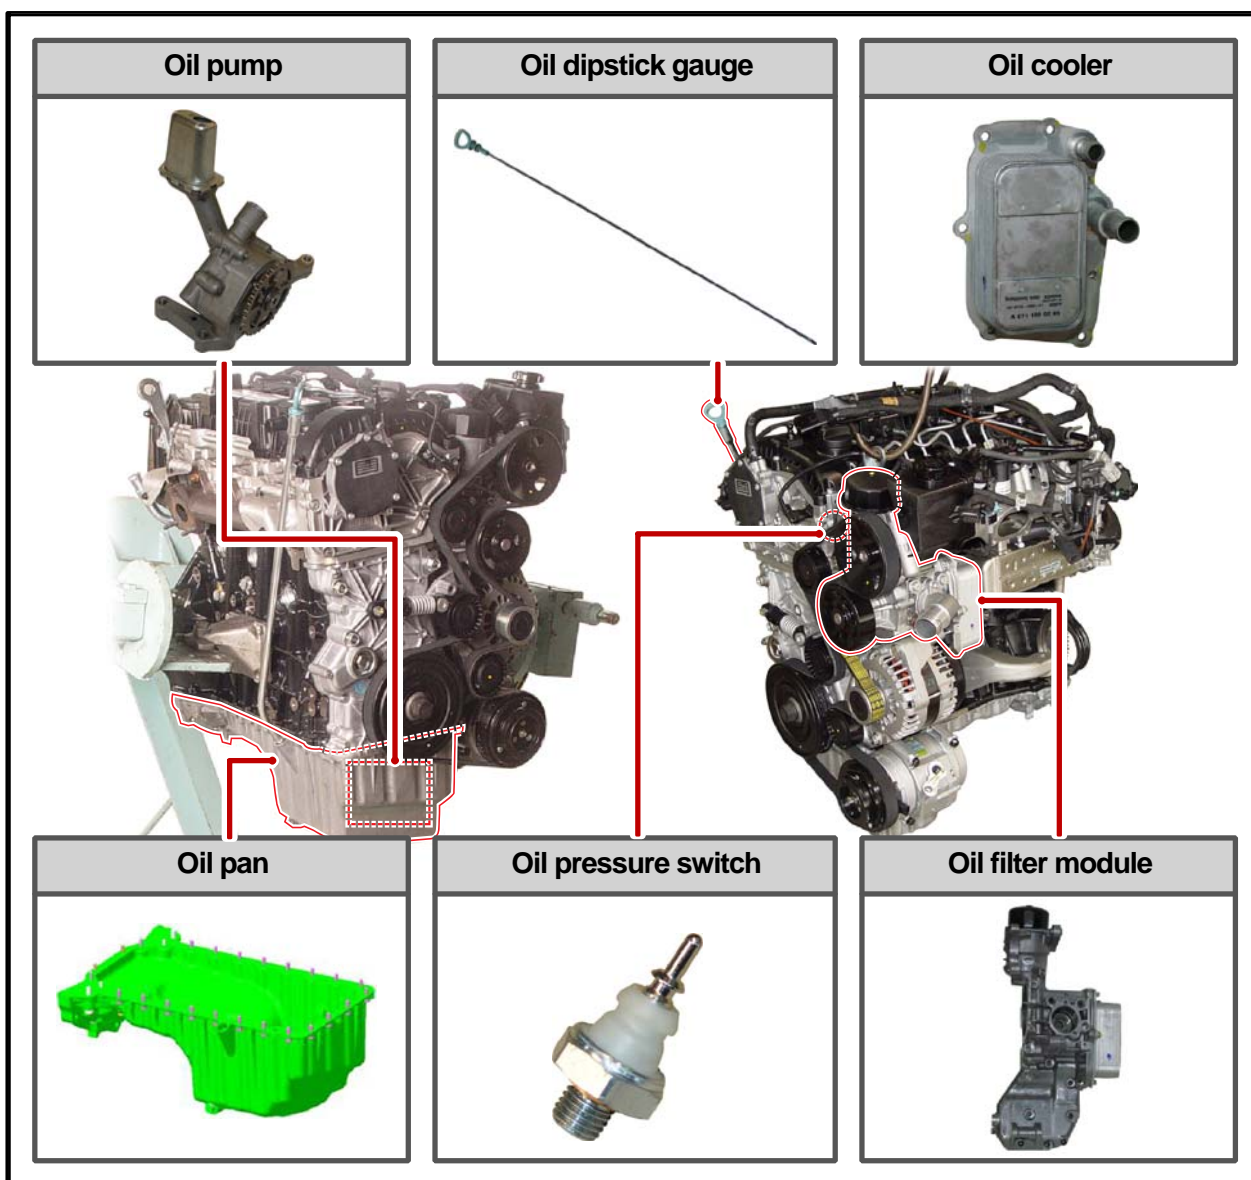 Oil pump
Oil dipstick gauge
Oil cooler
Oil pan
Oil pressure switch
Oil filter module